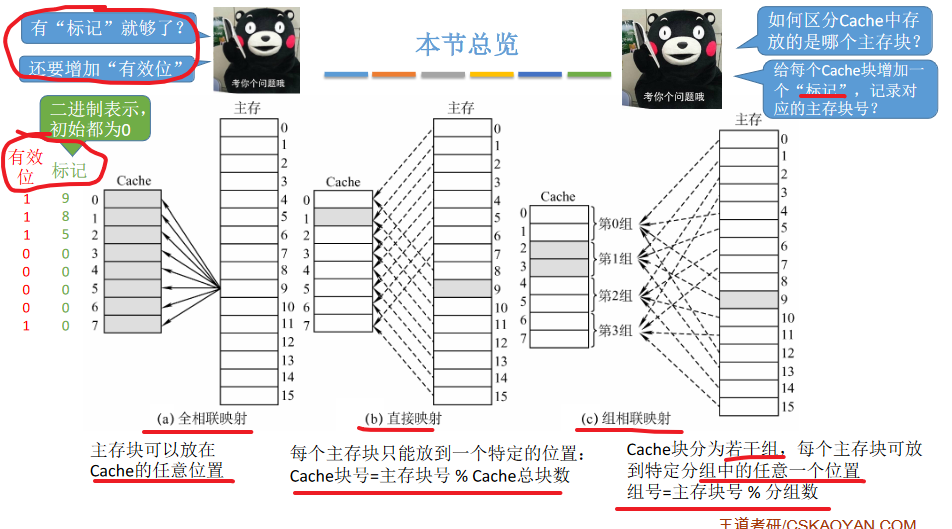 有“标记”就够了？
还要增加“有效位”
考你个问题哦
本节总览
考你个问题哦
如何区分Cache中存
放的是哪个主存块？
给每个Cache块增加一
个“标记”，记录对
应的主存块号？
二进制表示，
初始都为0
有效
位
标记
1 9
1 8
1 5
0 0
0 0
0 0
0 0
1 0
Cache
0
1
2
3
4
5
6
7
主存
0
1
2
3
4
5
6
7
8
9
10
11
12
13
14
15
(a) 全相联映射
主存块可以放在
Cache的任意位置
Cache
0
1
2
3
4
5
6
7
主存
0
1
2
3
4
5
6
7
8
9
10
11
12
13
14
15
(b) 直接映射
每个主存块只能放到一个特定的位置：
Cache块号=主存块号 % Cache总块数
Cache
0
1
2
3
4
5
6
7
第0组
第1组
第2组
第3组
主存
0
1
2
3
4
5
6
7
8
9
10
11
12
13
14
15
(c) 组相联映射
Cache块分为若干组，每个主存块可放
到特定分组中的任意一个位置
组号=主存块号 % 分组数
王道考研/CSKAOYAN.COM